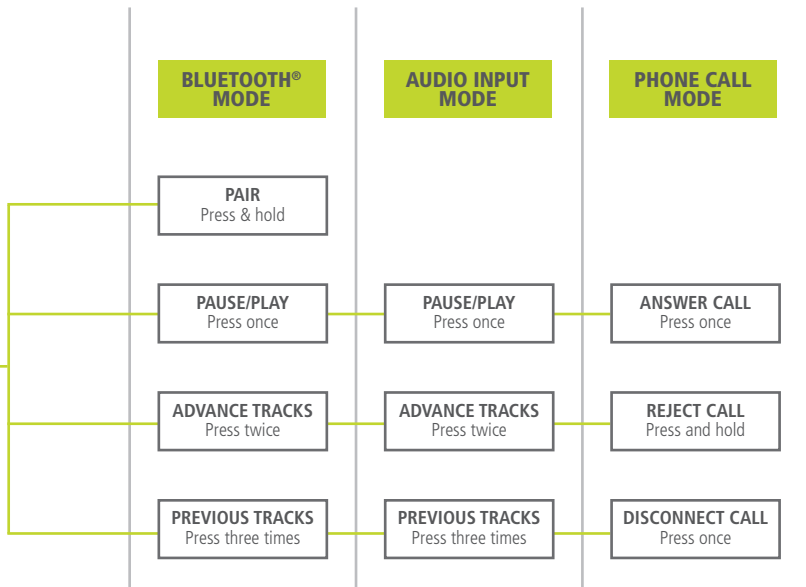 BLUETOOTH®
MODE
AUDIO INPUT
MODE
PHONE CALL
MODE
PAIR
Press & hold
PAUSE/PLAY
Press once
PAUSE/PLAY
Press once
ANSWER CALL
Press once
ADVANCE TRACKS
Press twice
ADVANCE TRACKS
Press twice
REJECT CALL
Press and hold
PREVIOUS TRACKS
Press three times
PREVIOUS TRACKS
Press three times
DISCONNECT CALL
Press once